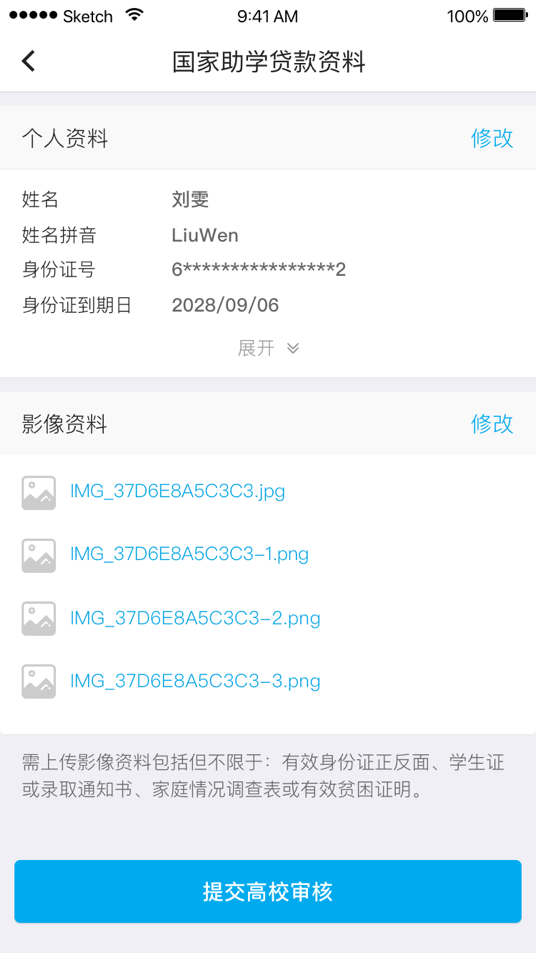 ●●●●● Sketch 9:41 AM 100%
国家助学贷款资料
个人资料 修改
姓名 刘雯
姓名拼音 LiuWen
身份证号 6****************2
身份证到期日 2028/09/06
展开
影像资料 修改
IMG_37D6E8A5C3C3.jpg
IMG_37D6E8A5C3C3-1.png
IMG_37D6E8A5C3C3-2.png
IMG_37D6E8A5C3C3-3.png
需上传影像资料包括但不限于：有效身份证正反面、学生证
或录取通知书、家庭情况调查表或有效贫困证明。
提交高校审核